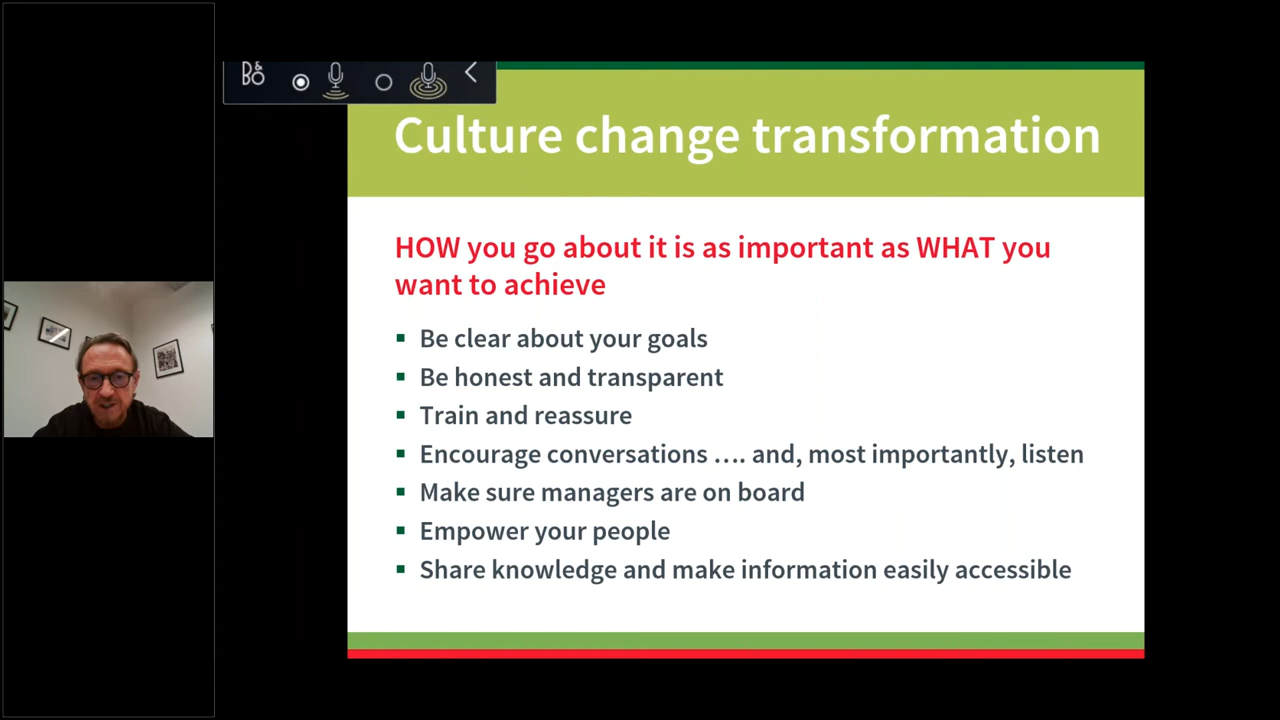 B&
BO
Culture change transformation
HOW you go about it is as important as WHAT you
want to achieve
▪ Be clear about your goals
▪ Be honest and transparent
▪ Train and reassure
▪ Encourage conversations .... and, most importantly, listen
▪ Make sure managers are on board
▪ Empower your people
▪ Share knowledge and make information easily accessible